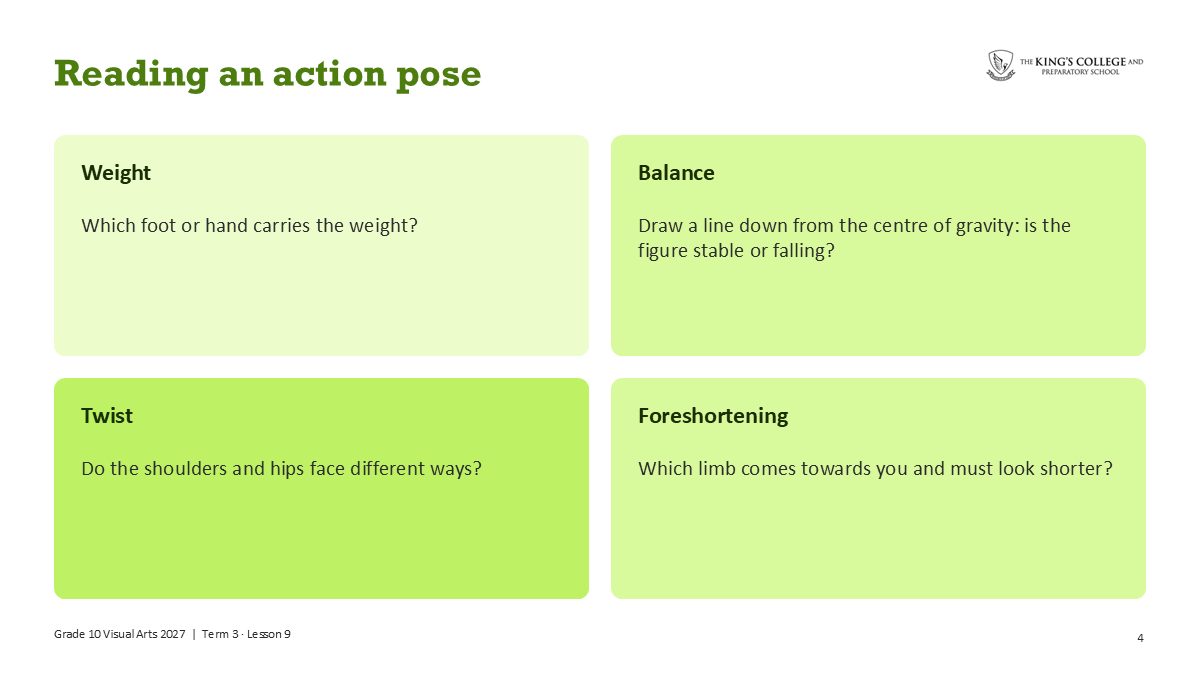 Reading an action pose
THE KING'S COLLEGE AND
PREPARATORY SCHOOL
Weight
Which foot or hand carries the weight?
Balance
Draw a line down from the centre of gravity: is the
figure stable or falling?
Twist
Do the shoulders and hips face different ways?
Foreshortening
Which limb comes towards you and must look shorter?
Grade 10 Visual Arts 2027 | Term 3 · Lesson 9
4